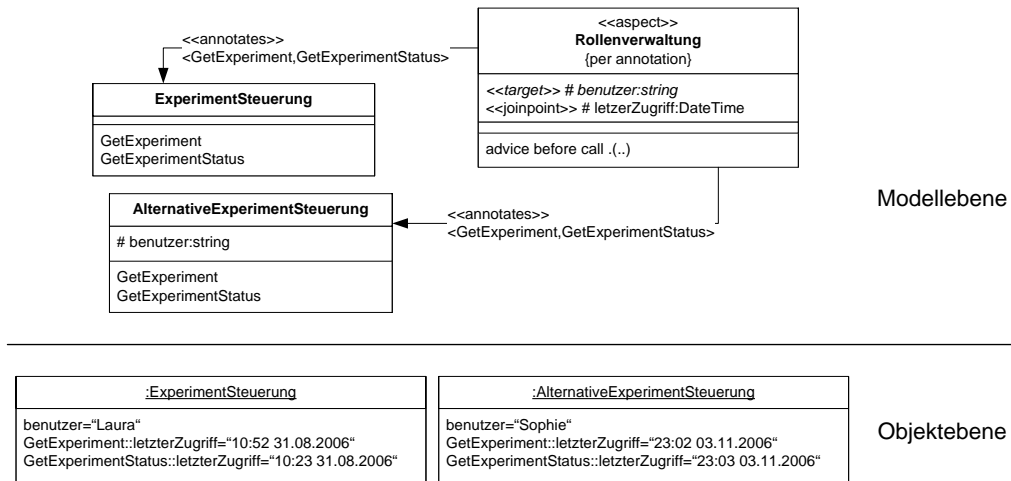 <<aspect>>
Rollenverwaltung
{per annotation}
<<target>> # benutzer:string
<<joinpoint>> # letzerZugriff:DateTime
advice before call .(..)
<<annotates>>
<GetExperiment,GetExperimentStatus>
ExperimentSteuerung
GetExperiment
GetExperimentStatus
AlternativeExperimentSteuerung
# benutzer:string
GetExperiment
GetExperimentStatus
<<annotates>>
<GetExperiment,GetExperimentStatus>
Modellebene
:ExperimentSteuerung
benutzer=“Laura“
GetExperiment::letzterZugriff=“10:52 31.08.2006“
GetExperimentStatus::letzterZugriff=“10:23 31.08.2006“
:AlternativeExperimentSteuerung
benutzer=“Sophie“
GetExperiment::letzterZugriff=“23:02 03.11.2006“
GetExperimentStatus::letzterZugriff=“23:03 03.11.2006“
Objektebene